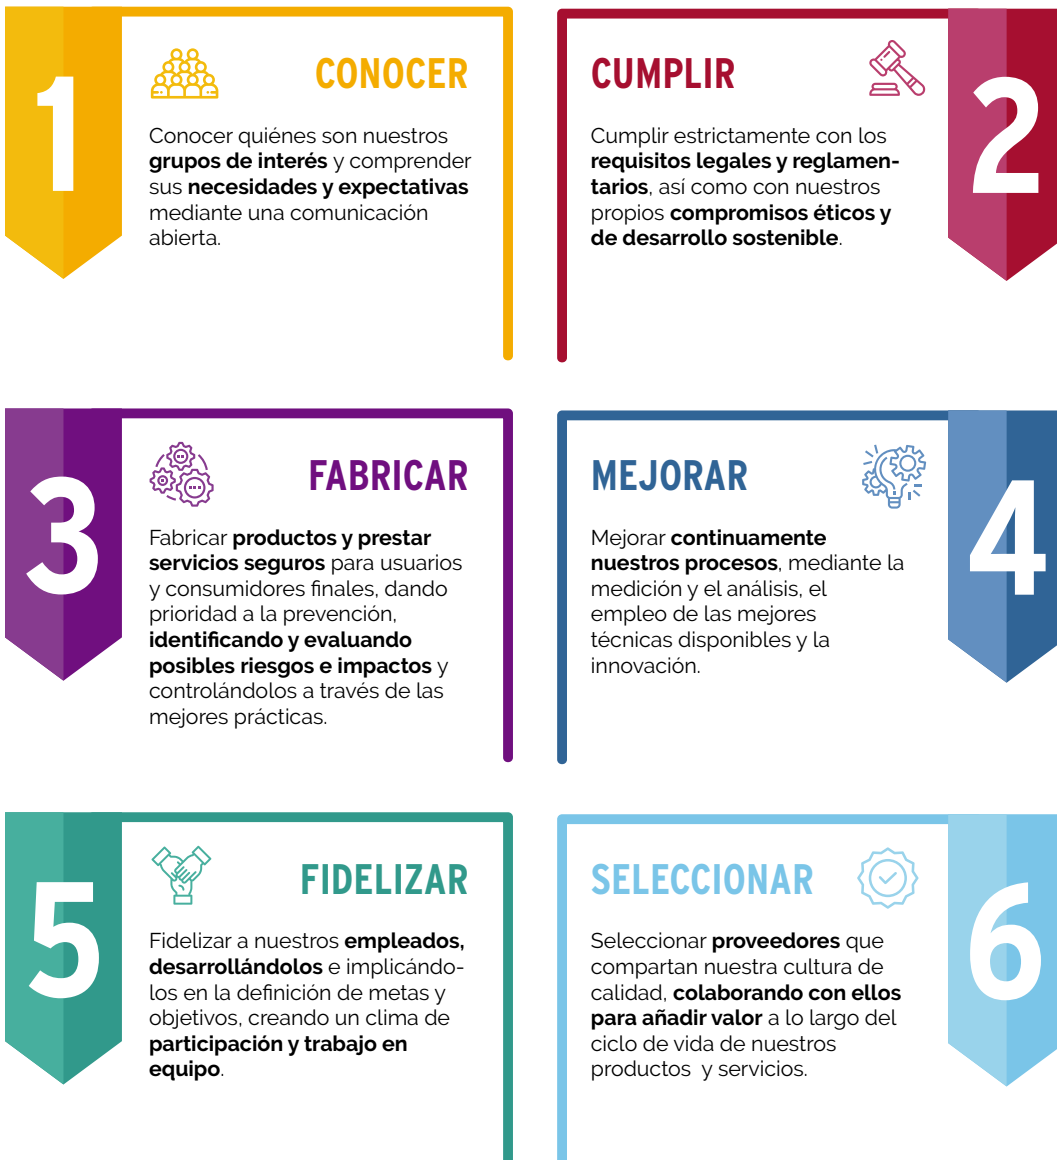 1
CONOCER
Conocer quiénes son nuestros
grupos de interés y comprender
sus necesidades y expectativas
mediante una comunicación
abierta.
2
CUMPLIR
Cumplir estrictamente con los
requisitos legales y reglamen-
tarios, así como con nuestros
propios compromisos éticos y
de desarrollo sostenible.
3
FABRICAR
Fabricar productos y prestar
servicios seguros para usuarios
y consumidores finales, dando
prioridad a la prevención,
identificando y evaluando
posibles riesgos e impactos y
controlándolos a través de las
mejores prácticas.
4
MEJORAR
Mejorar continuamente
nuestros procesos, mediante la
medición y el análisis, el
empleo de las mejores
técnicas disponibles y la
innovación.
5
FIDELIZAR
Fidelizar a nuestros empleados,
desarrollándolos e implicándo-
los en la definición de metas y
objetivos, creando un clima de
participación y trabajo en
equipo.
6
SELECCIONAR
Seleccionar proveedores que
compartan nuestra cultura de
calidad, colaborando con ellos
para añadir valor a lo largo del
ciclo de vida de nuestros
productos  y servicios.